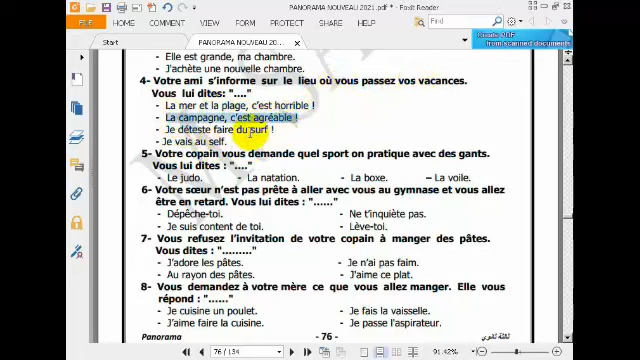 PANORAMA NOUVEAU 2021.pdf * - Foxit Reader
FILE HOME COMMENT VIEW FORM PROTECT SHARE HELP Find
Start PANORAMA NOUVEAU 20...
Create PDF
from scanned documents
- Elle est grande, ma chambre.
- J'achète une nouvelle chambre.
4- Votre ami s'informe sur le lieu où vous passez vos vacances.
Vous lui dites: "...."
- La mer et la plage, c'est horrible !
- La campagne, c'est agréable !
- Je déteste faire du surf !
- Je vais au self.
5- Votre copain vous demande quel sport on pratique avec des gants.
Vous lui dites : "...."
- Le judo. - La natation. - La boxe. – La voile.
6- Votre sœur n'est pas prête à aller avec vous au gymnase et vous allez
être en retard. Vous lui dites : "......"
- Dépêche-toi. - Ne t'inquiète pas.
- Je suis content de toi. - Lève-toi.
7- Vous refusez l'invitation de votre copain à manger des pâtes.
Vous dites : "........."
- J'adore les pâtes. - Je n'ai pas faim.
- Au rayon des pâtes. - J'aime ce plat.
8- Vous demandez à votre mère ce que vous allez manger. Elle vous
répond : "......"
- Je cuisine un poulet. - Je fais la vaisselle.
- J'aime faire la cuisine. - Je passe l'aspirateur.
Panorama -76- ثالثة ثانوي
76 / 134 91.42%